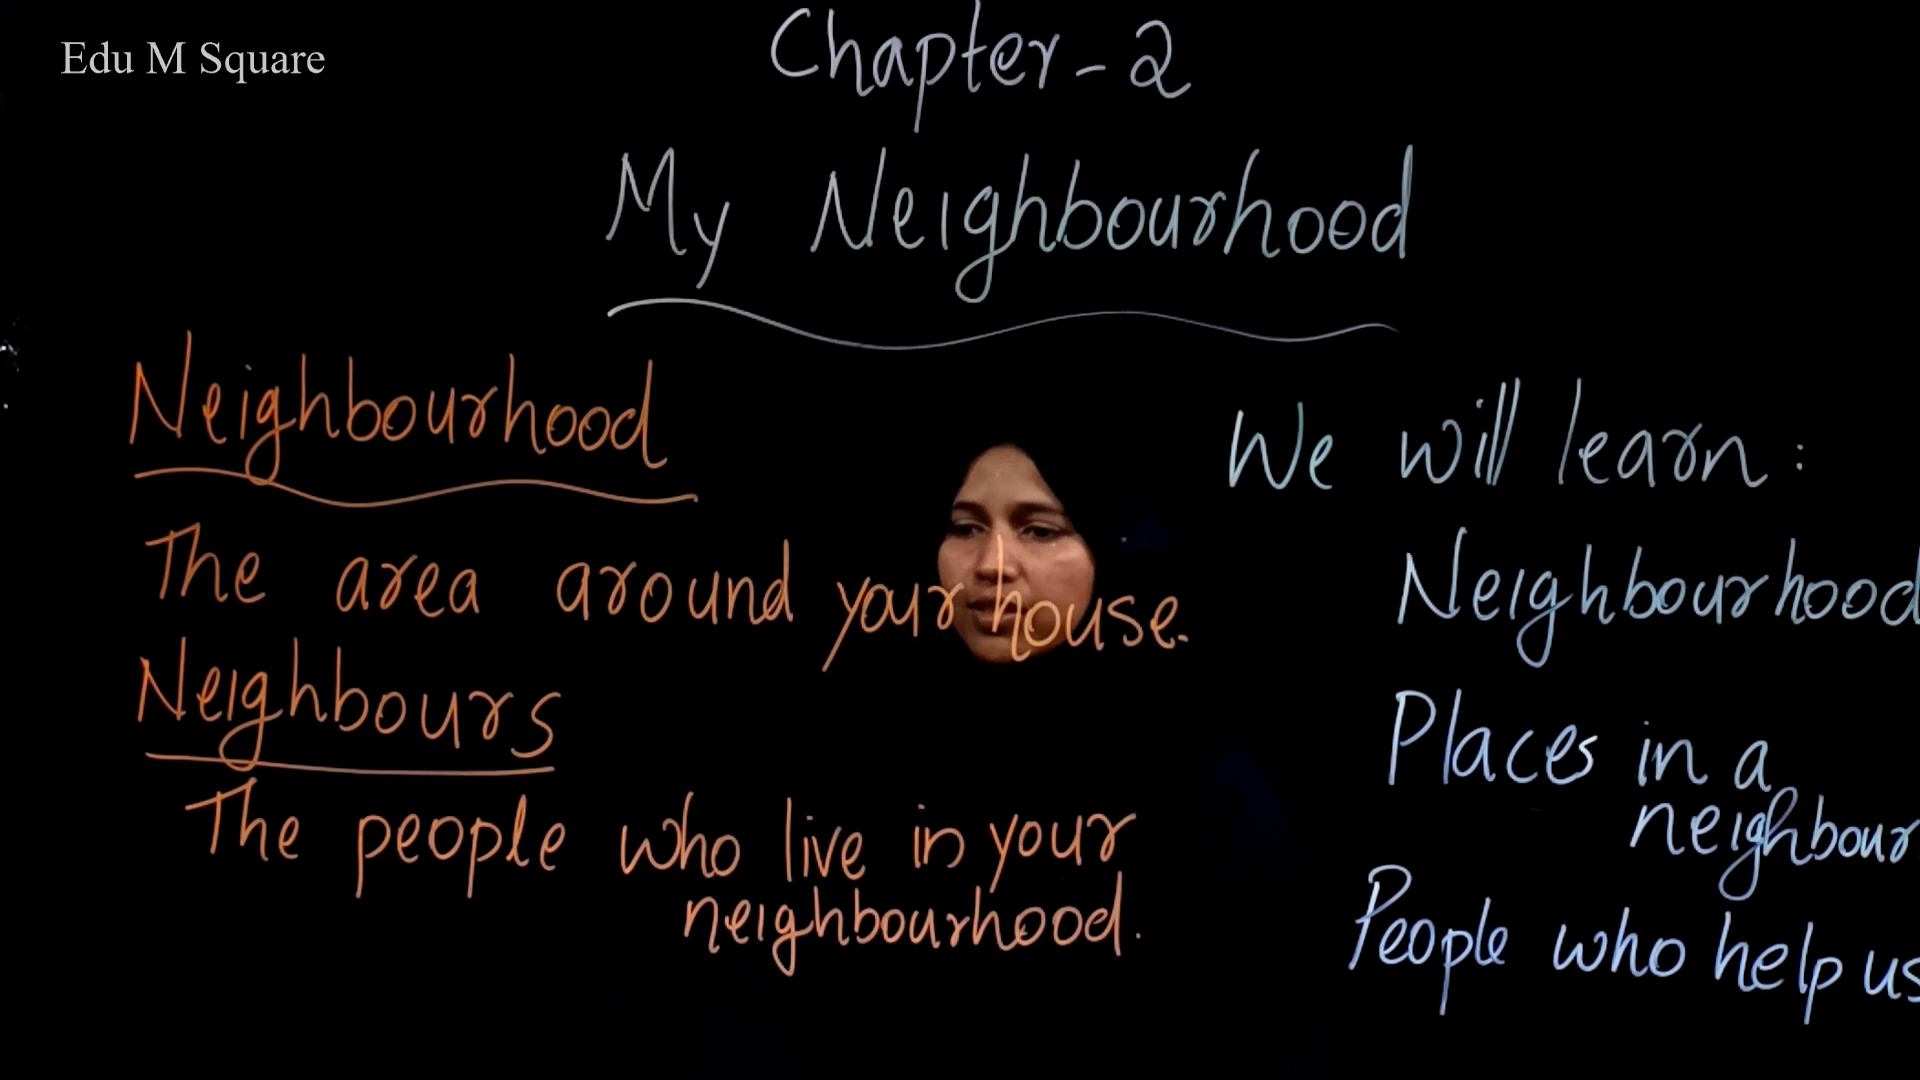 Edu M Square
Chapter - 2
My Neighbourhood
Neighbourhood
The area around your house.
Neighbours
The people who live in your
neighbourhood.
We will learn :
Neighbourhood
Places in a
neighbour
People who help us